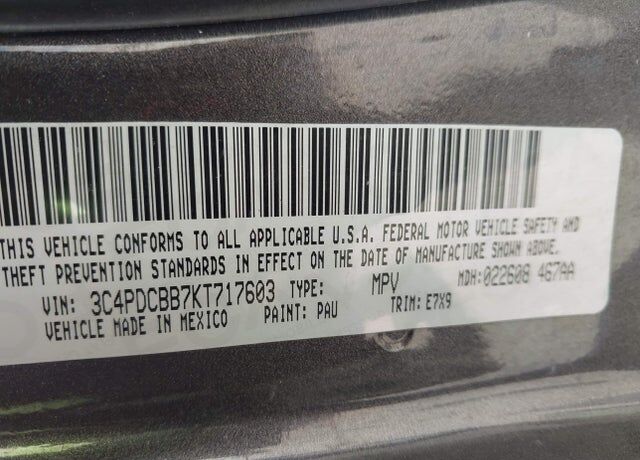 THIS VEHICLE CONFORMS TO ALL APPLICABLE U.S.A. FEDERAL MOTOR VEHICLE SAFETY AND
THEFT PREVENTION STANDARDS IN EFFECT ON THE DATE OF MANUFACTURE SHOWN ABOVE.
VIN: 3C4PDCBB7KT717603 TYPE: MPV MDH:022608 467AA
VEHICLE MADE IN MEXICO PAINT: PAU TRIM: E7X9